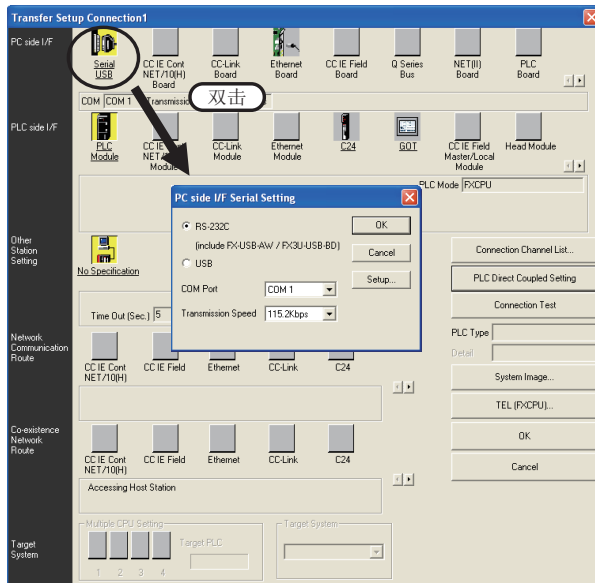 Transfer Setup Connection1
PC side I/F
Serial
USB
CC IE Cont
NET/10(H)
Board
CC-Link
Board
Ethernet
Board
CC IE Field
Board
Q Series
Bus
NET(II)
Board
PLC
Board
COM COM 1 Transmission
双击
PLC side I/F
PLC
Module
CC IE Cont
NET/10(H)
Module
CC-Link
Module
Ethernet
Module
C24
GOT
CC IE Field
Master/Local
Module
Head Module
PLC Mode FXCPU
PC side I/F Serial Setting
RS-232C
(include FX-USB-AW / FX3U-USB-BD)
USB
COM Port COM 1
Transmission Speed 115.2Kbps
OK
Cancel
Setup...
Other
Station
Setting
No Specification
Time Out (Sec.) 5
Connection Channel List...
PLC Direct Coupled Setting
Connection Test
PLC Type
Detail
System Image...
TEL (FXCPU)...
OK
Cancel
Network
Communication
Route
CC IE Cont
NET/10(H)
CC IE Field
Ethernet
CC-Link
C24
Co-existence
Network
Route
CC IE Cont
NET/10(H)
CC IE Field
Ethernet
CC-Link
C24
Accessing Host Station
Target
System
Multiple CPU Setting
1 2 3 4
Target PLC
Target System